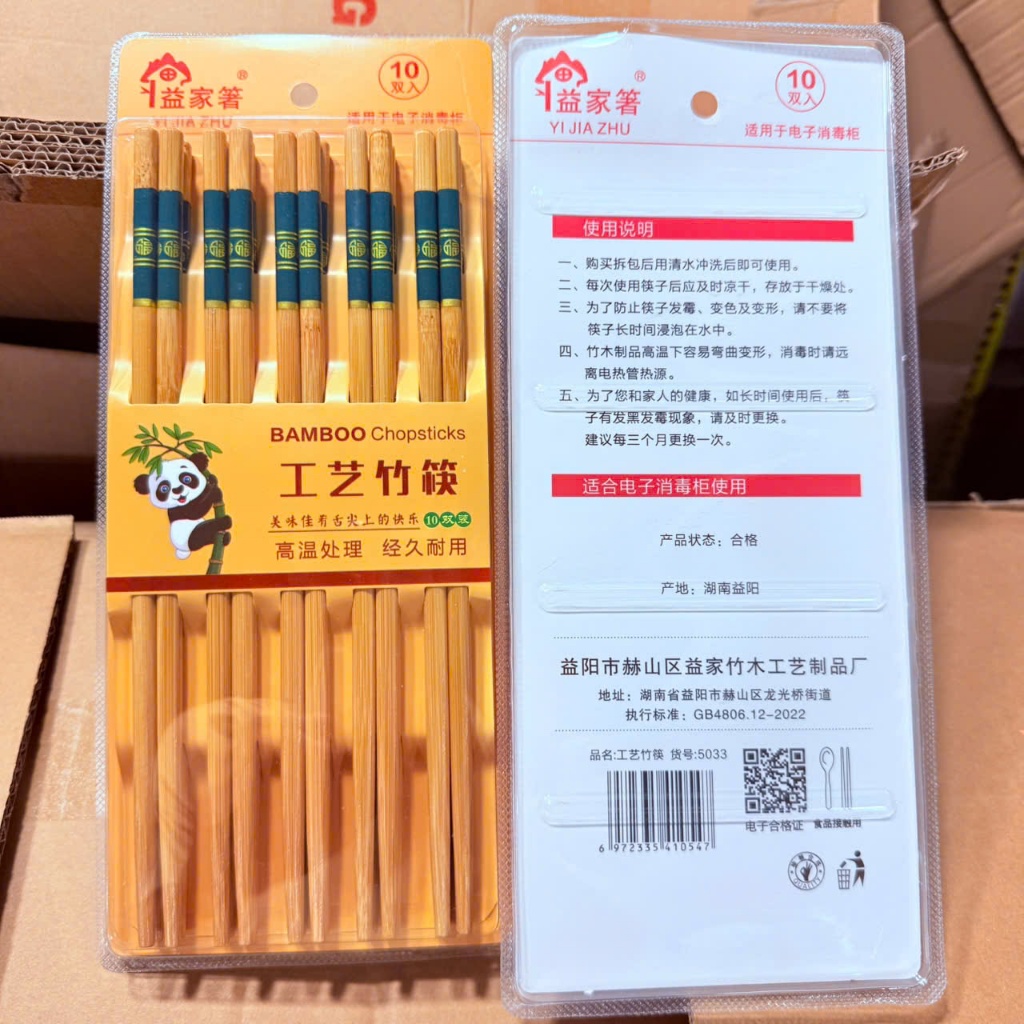 益家箸®
YI JIA ZHU
10
双入
适用于电子消毒柜
BAMBOO Chopsticks
工艺竹筷
美味佳肴舌尖上的快乐 10双装
高温处理 经久耐用
益家箸®
YI JIA ZHU
10
双入
适用于电子消毒柜
使用说明
一、购买拆包后用清水冲洗后即可使用。
二、每次使用筷子后应及时凉干,存放于干燥处。
三、为了防止筷子发霉、变色及变形,请不要将
筷子长时间浸泡在水中。
四、竹木制品高温下容易弯曲变形,消毒时请远
离电热管热源。
五、为了您和家人的健康,如长时间使用后,筷
子有发黑发霉现象,请及时更换。
建议每三个月更换一次。
适合电子消毒柜使用
产品状态:合格
产地:湖南益阳
益阳市赫山区益家竹木工艺制品厂
地址:湖南省益阳市赫山区龙光桥街道
执行标准:GB4806.12-2022
品名:工艺竹筷 货号:5033
6 972335 410547
电子合格证
食品接触用
QUALITY